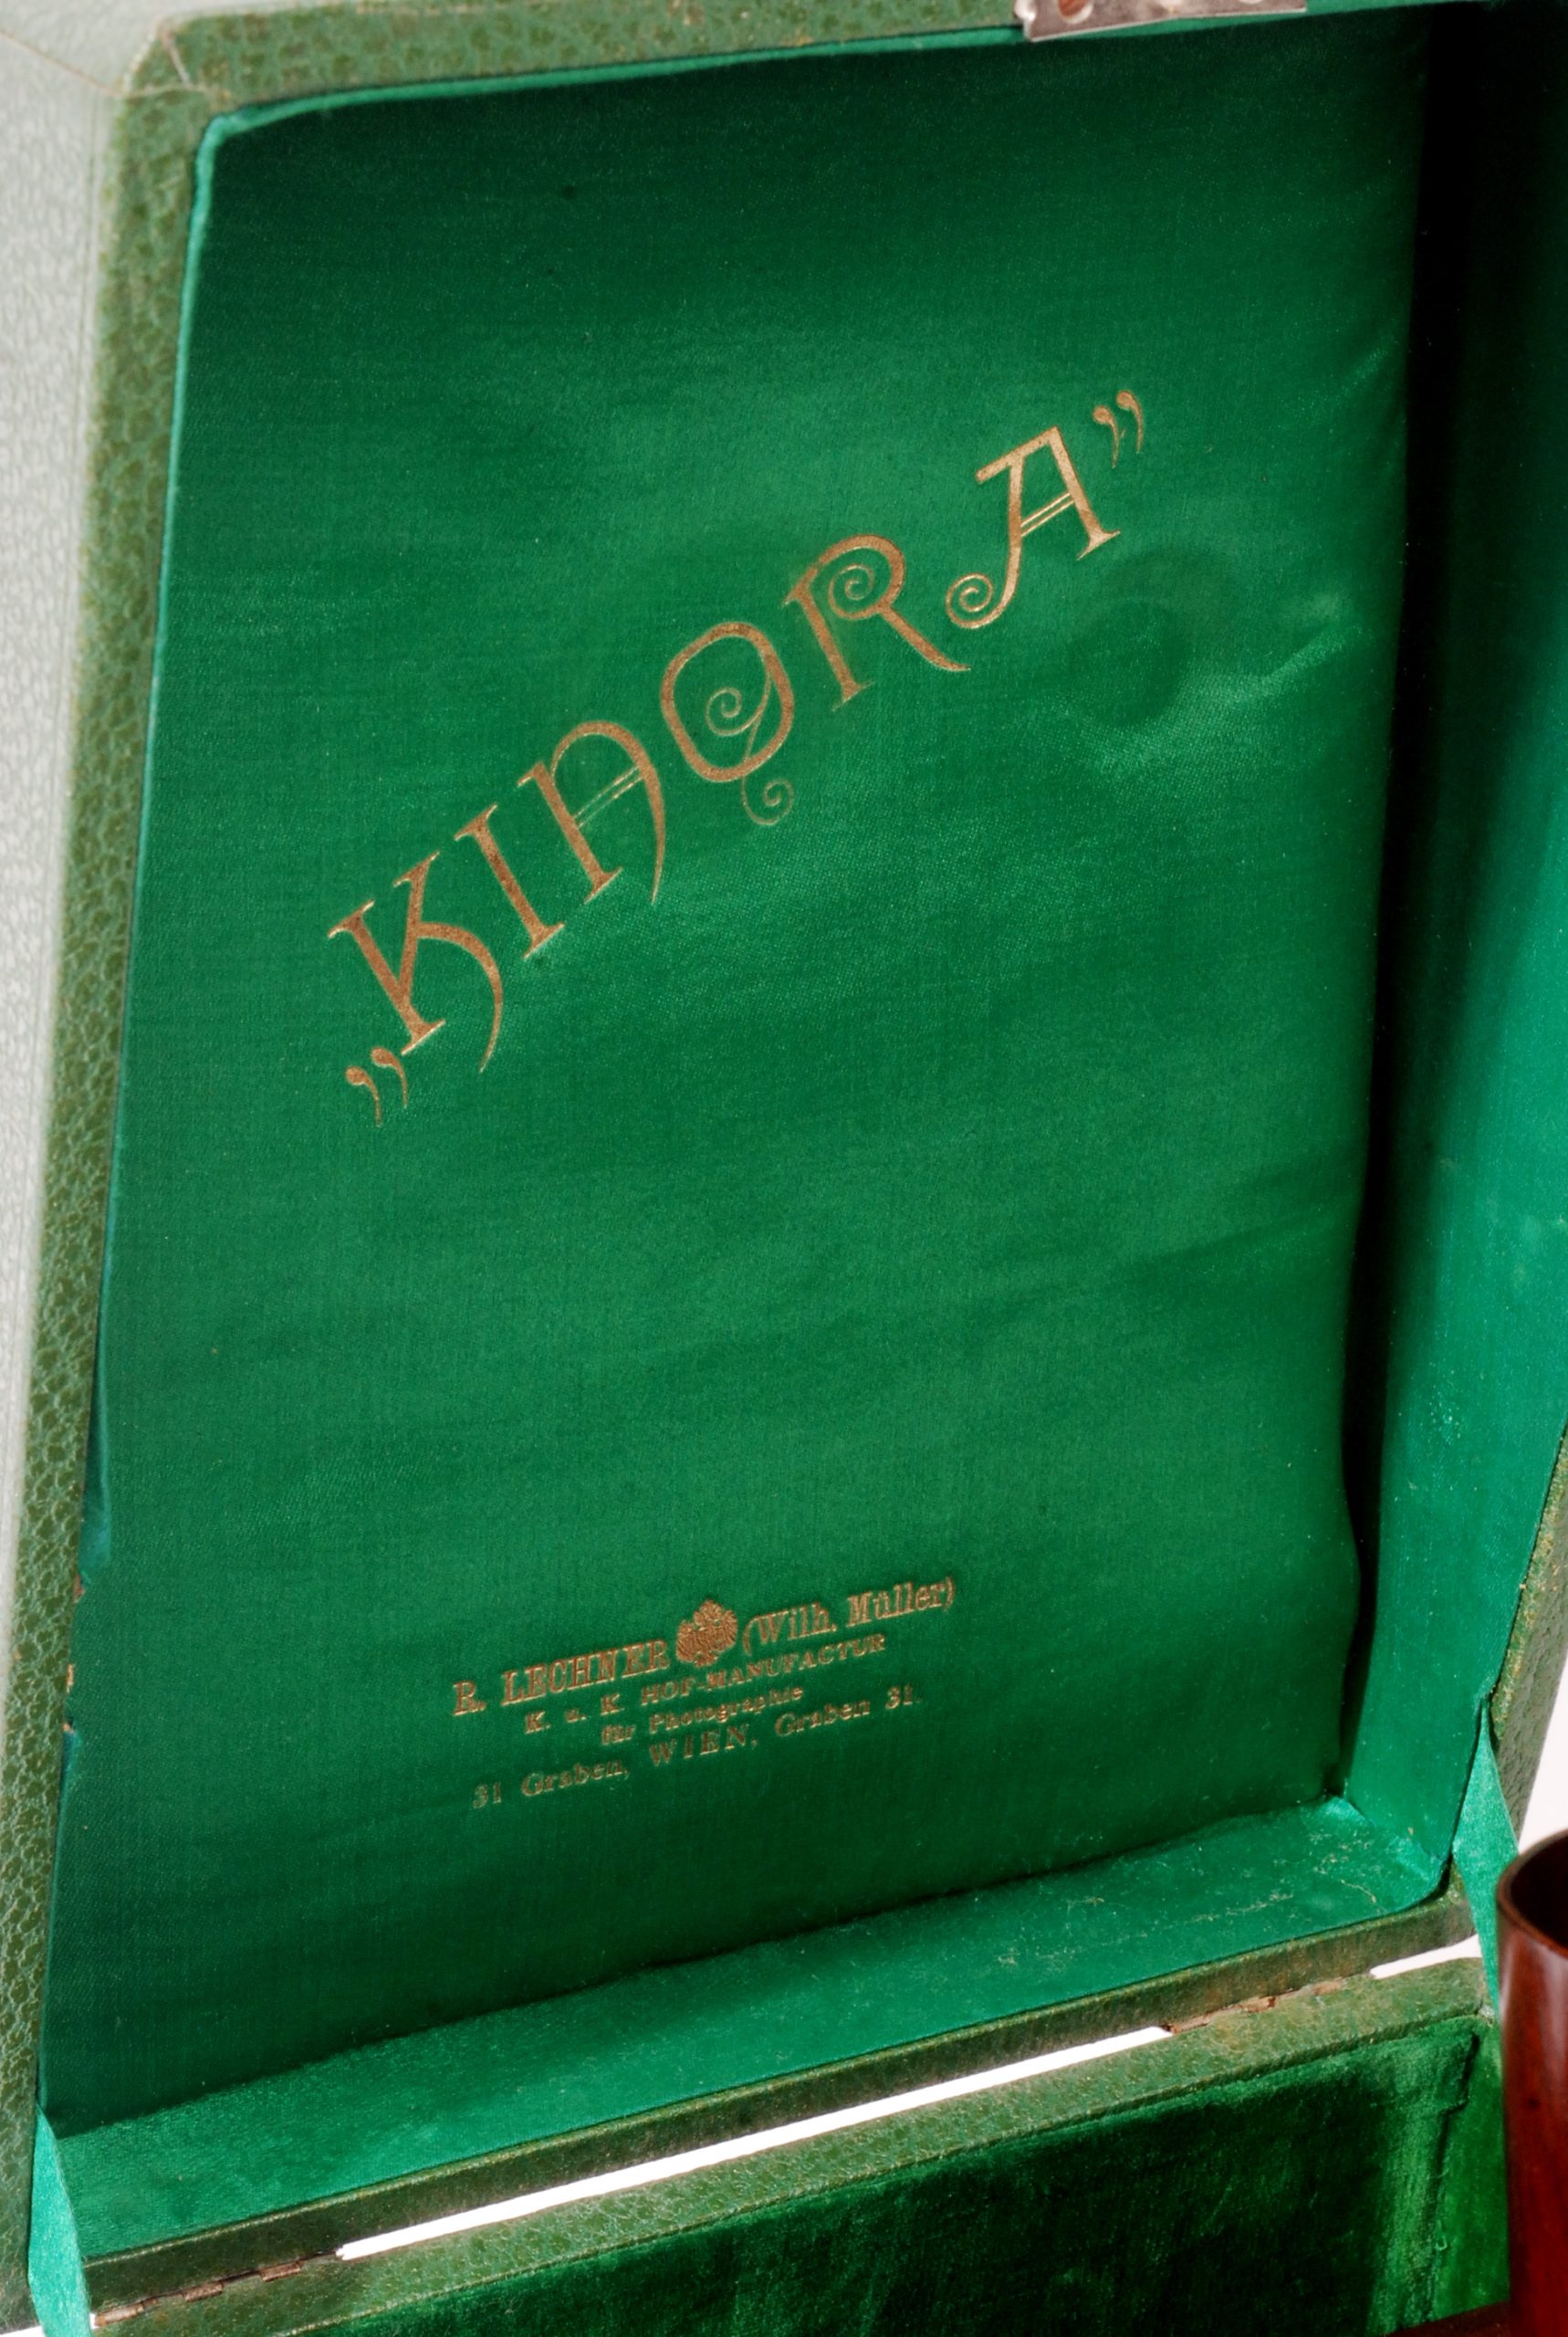 „KINORA”
R. LECHNER (Wilh. Müller)
K. u. K. HOF-MANUFACTUR
für Photographie
31 Graben, WIEN, Graben 31.